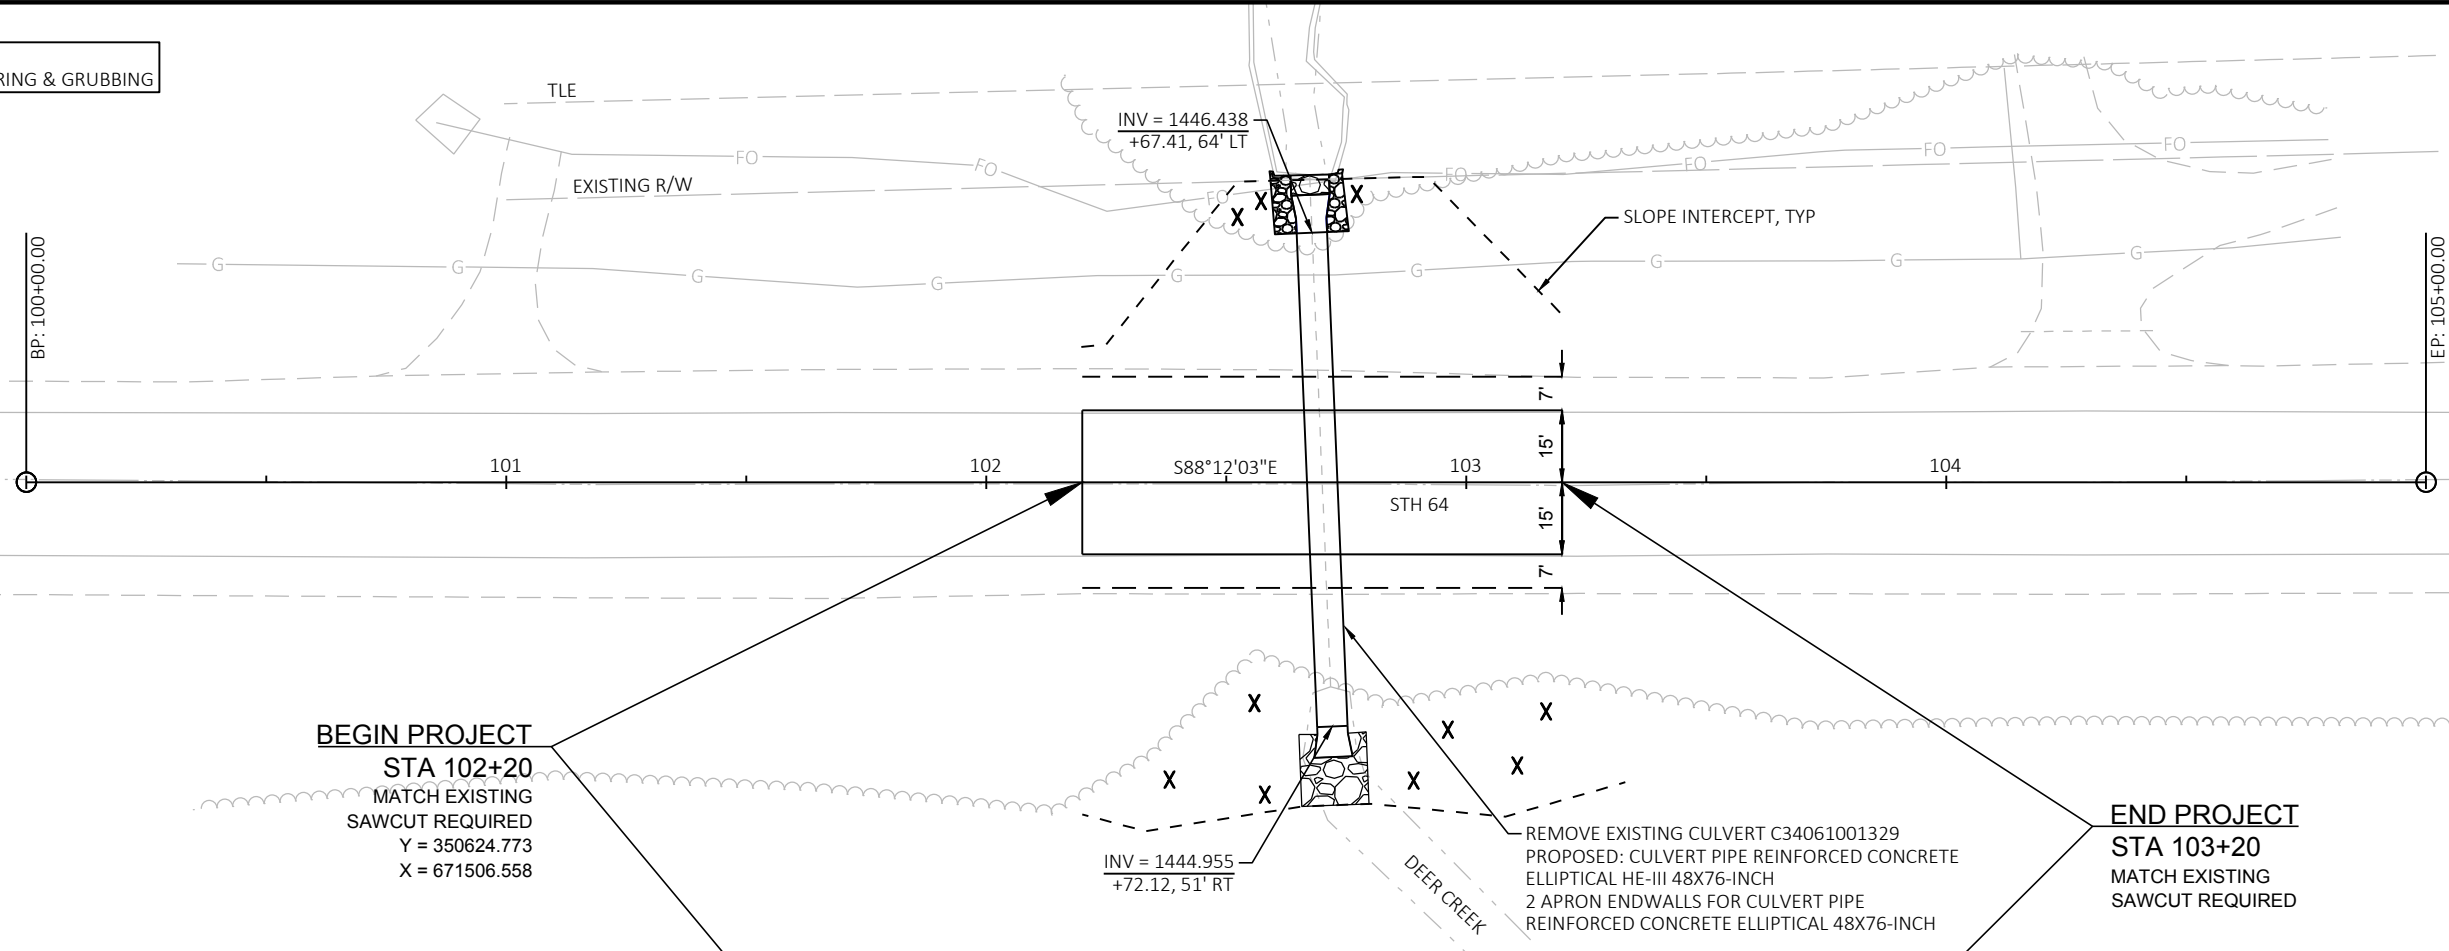 RING & GRUBBING
TLE
INV = 1446.438
+67.41, 64' LT
FO
FO
FO
FO
FO
FO
FO
EXISTING R/W
SLOPE INTERCEPT, TYP
BP: 100+00.00
EP: 105+00.00
G
G
G
G
G
G
G
G
G
X
X
X
7'
15'
101
102
S88°12'03"E
103
104
STH 64
15'
7'
X
X
X
X
X
X
X
BEGIN PROJECT
STA 102+20
MATCH EXISTING
SAWCUT REQUIRED
Y = 350624.773
X = 671506.558
INV = 1444.955
+72.12, 51' RT
DEER CREEK
REMOVE EXISTING CULVERT C34061001329
PROPOSED: CULVERT PIPE REINFORCED CONCRETE
ELLIPTICAL HE-III 48X76-INCH
2 APRON ENDWALLS FOR CULVERT PIPE
REINFORCED CONCRETE ELLIPTICAL 48X76-INCH
END PROJECT
STA 103+20
MATCH EXISTING
SAWCUT REQUIRED